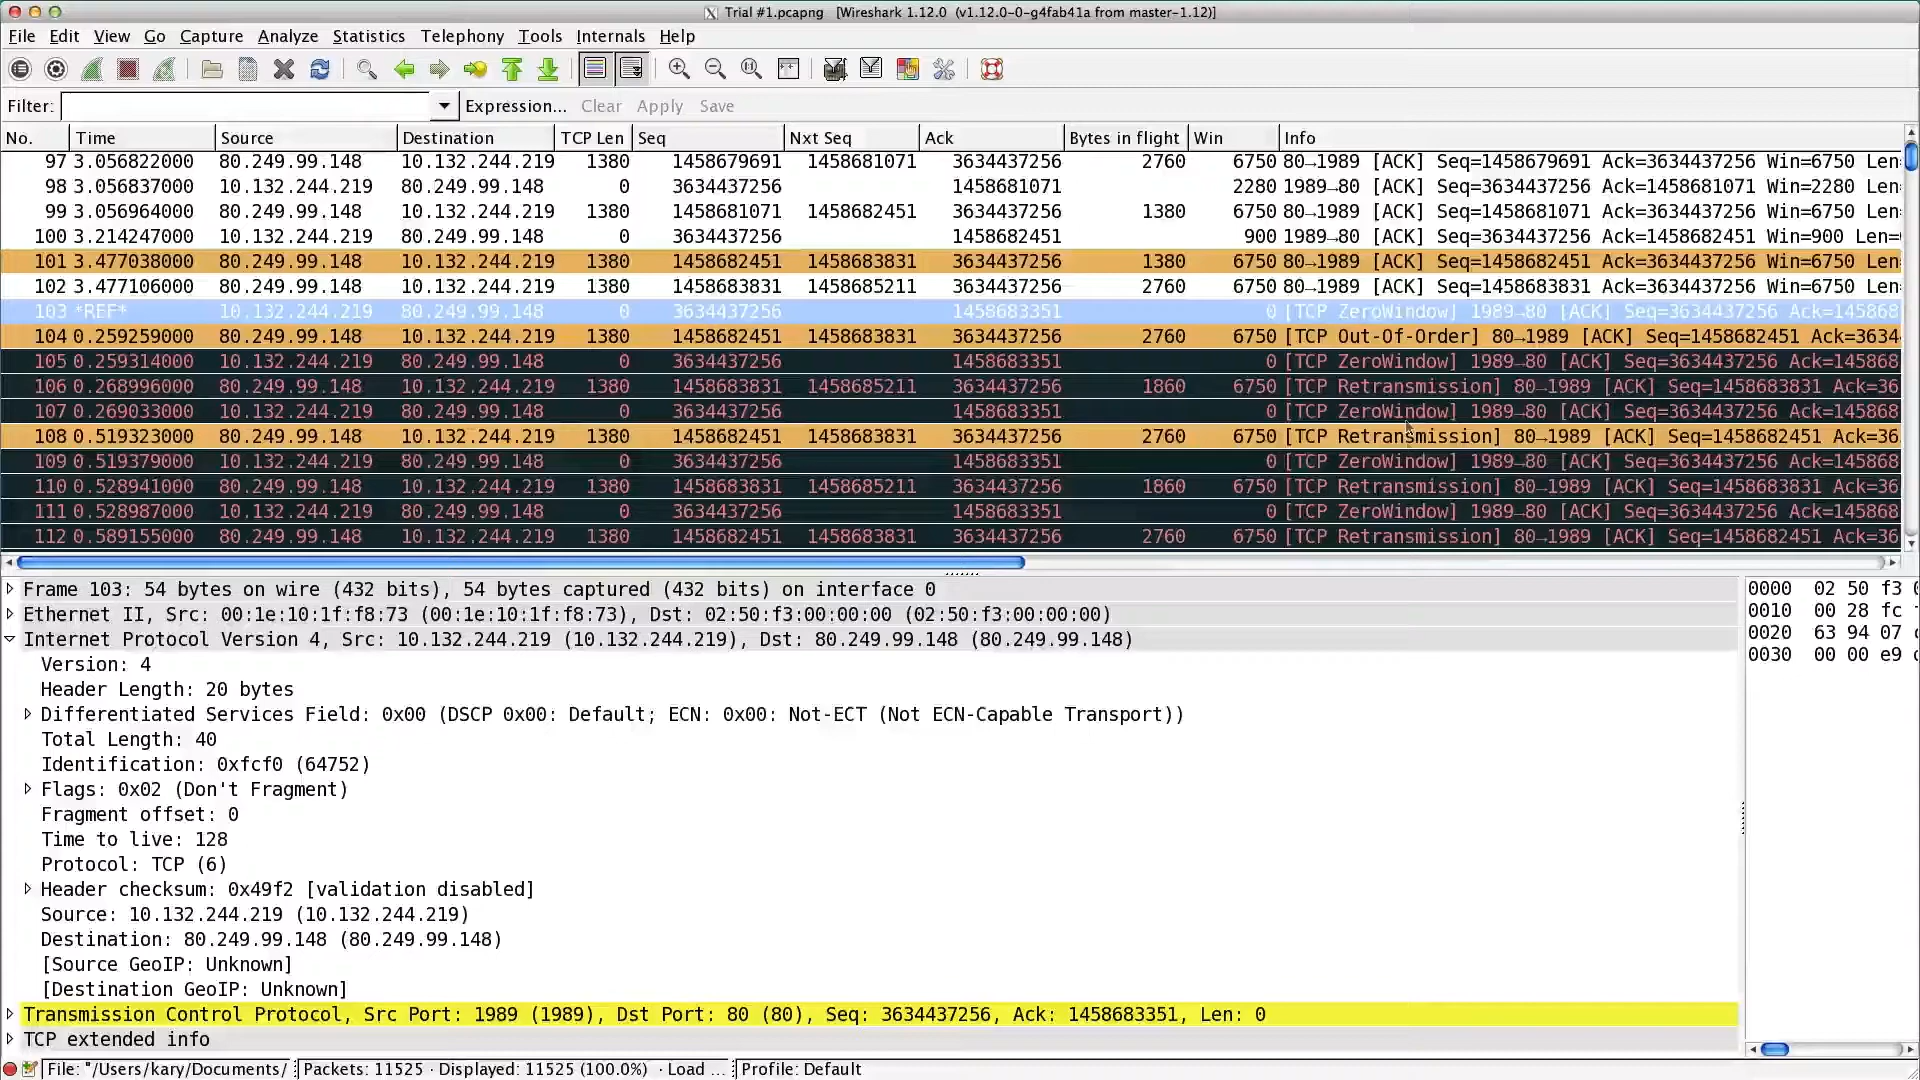 Trial #1.pcapng   [Wireshark 1.12.0  (v1.12.0-0-g4fab41a from master-1.12)]
File Edit View Go Capture Analyze Statistics Telephony Tools Internals Help
Filter: Expression... Clear Apply Save
No. Time Source Destination TCP Len Seq Nxt Seq Ack Bytes in flight Win Info
97 3.056822000 80.249.99.148 10.132.244.219 1380 1458679691 1458681071 3634437256 2760 6750 80→1989 [ACK] Seq=1458679691 Ack=3634437256 Win=6750 Len
98 3.056837000 10.132.244.219 80.249.99.148 0 3634437256 1458681071 2280 1989→80 [ACK] Seq=3634437256 Ack=1458681071 Win=2280 Len
99 3.056964000 80.249.99.148 10.132.244.219 1380 1458681071 1458682451 3634437256 1380 6750 80→1989 [ACK] Seq=1458681071 Ack=3634437256 Win=6750 Len
100 3.214247000 10.132.244.219 80.249.99.148 0 3634437256 1458682451 900 1989→80 [ACK] Seq=3634437256 Ack=1458682451 Win=900 Len=
101 3.477038000 80.249.99.148 10.132.244.219 1380 1458682451 1458683831 3634437256 1380 6750 80→1989 [ACK] Seq=1458682451 Ack=3634437256 Win=6750 Len
102 3.477106000 80.249.99.148 10.132.244.219 1380 1458683831 1458685211 3634437256 2760 6750 80→1989 [ACK] Seq=1458683831 Ack=3634437256 Win=6750 Len
103 *REF* 10.132.244.219 80.249.99.148 0 3634437256 1458683351 0 [TCP ZeroWindow] 1989→80 [ACK] Seq=3634437256 Ack=145868
104 0.259259000 80.249.99.148 10.132.244.219 1380 1458682451 1458683831 3634437256 2760 6750 [TCP Out-Of-Order] 80→1989 [ACK] Seq=1458682451 Ack=3634
105 0.259314000 10.132.244.219 80.249.99.148 0 3634437256 1458683351 0 [TCP ZeroWindow] 1989→80 [ACK] Seq=3634437256 Ack=145868
106 0.268996000 80.249.99.148 10.132.244.219 1380 1458683831 1458685211 3634437256 1860 6750 [TCP Retransmission] 80→1989 [ACK] Seq=1458683831 Ack=36
107 0.269033000 10.132.244.219 80.249.99.148 0 3634437256 1458683351 0 [TCP ZeroWindow] 1989→80 [ACK] Seq=3634437256 Ack=145868
108 0.519323000 80.249.99.148 10.132.244.219 1380 1458682451 1458683831 3634437256 2760 6750 [TCP Retransmission] 80→1989 [ACK] Seq=1458682451 Ack=36
109 0.519379000 10.132.244.219 80.249.99.148 0 3634437256 1458683351 0 [TCP ZeroWindow] 1989→80 [ACK] Seq=3634437256 Ack=145868
110 0.528941000 80.249.99.148 10.132.244.219 1380 1458683831 1458685211 3634437256 1860 6750 [TCP Retransmission] 80→1989 [ACK] Seq=1458683831 Ack=36
111 0.528987000 10.132.244.219 80.249.99.148 0 3634437256 1458683351 0 [TCP ZeroWindow] 1989→80 [ACK] Seq=3634437256 Ack=145868
112 0.589155000 80.249.99.148 10.132.244.219 1380 1458682451 1458683831 3634437256 2760 6750 [TCP Retransmission] 80→1989 [ACK] Seq=1458682451 Ack=36
Frame 103: 54 bytes on wire (432 bits), 54 bytes captured (432 bits) on interface 0
Ethernet II, Src: 00:1e:10:1f:f8:73 (00:1e:10:1f:f8:73), Dst: 02:50:f3:00:00:00 (02:50:f3:00:00:00)
Internet Protocol Version 4, Src: 10.132.244.219 (10.132.244.219), Dst: 80.249.99.148 (80.249.99.148)
Version: 4
Header Length: 20 bytes
Differentiated Services Field: 0x00 (DSCP 0x00: Default; ECN: 0x00: Not-ECT (Not ECN-Capable Transport))
Total Length: 40
Identification: 0xfcf0 (64752)
Flags: 0x02 (Don't Fragment)
Fragment offset: 0
Time to live: 128
Protocol: TCP (6)
Header checksum: 0x49f2 [validation disabled]
Source: 10.132.244.219 (10.132.244.219)
Destination: 80.249.99.148 (80.249.99.148)
[Source GeoIP: Unknown]
[Destination GeoIP: Unknown]
Transmission Control Protocol, Src Port: 1989 (1989), Dst Port: 80 (80), Seq: 3634437256, Ack: 1458683351, Len: 0
TCP extended info
0000  02 50 f3
0010  00 28 fc
0020  63 94 07
0030  00 00 e9
File: "/Users/kary/Documents/ Packets: 11525 · Displayed: 11525 (100.0%)  · Load ... Profile: Default